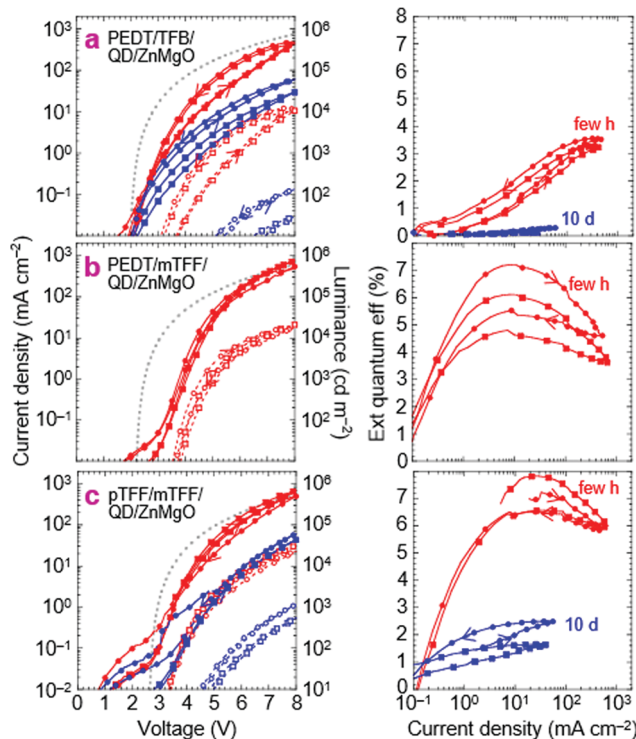 a PEDT/TFB/
QD/ZnMgO
10³
10²
10¹
10⁰
10⁻¹
10⁶
10⁵
10⁴
10³
10²
few h
10 d
4
3
2
1
0
b PEDT/mTFF/
QD/ZnMgO
10³
10²
10¹
10⁰
10⁻¹
10⁶
10⁵
10⁴
10³
10²
few h
7
6
5
4
3
2
1
0
Current density (mA cm⁻²)
Luminance (cd m⁻²)
Ext quantum eff (%)
c pTFF/mTFF/
QD/ZnMgO
10³
10²
10¹
10⁰
10⁻¹
10⁻²
10⁶
10⁵
10⁴
10³
10²
10¹
few h
10 d
7
6
5
4
3
2
1
0
0 1 2 3 4 5 6 7 8
Voltage (V)
10⁻¹ 10⁰ 10¹ 10² 10³
Current density (mA cm⁻²)